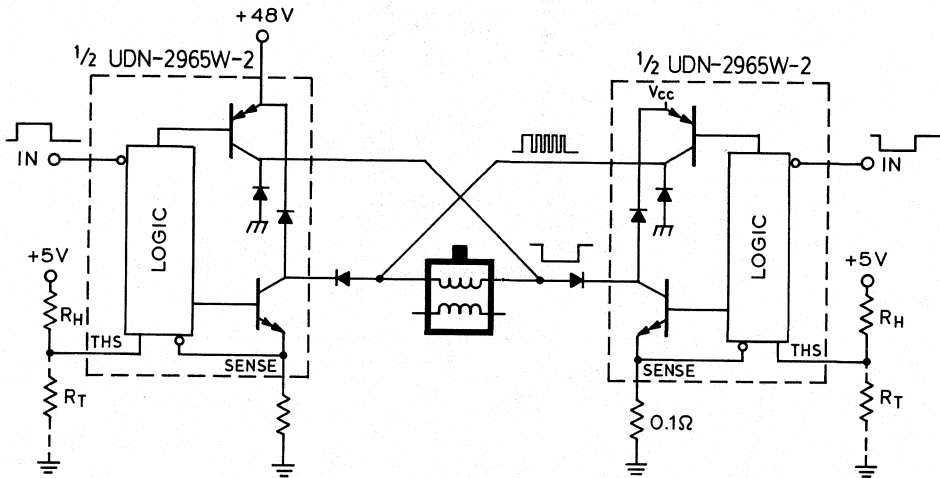 +48V
½ UDN-2965W-2
½ UDN-2965W-2
Vcc
IN
IN
LOGIC
LOGIC
+5V
+5V
RH
RH
THS
THS
SENSE
SENSE
RT
RT
0.1Ω